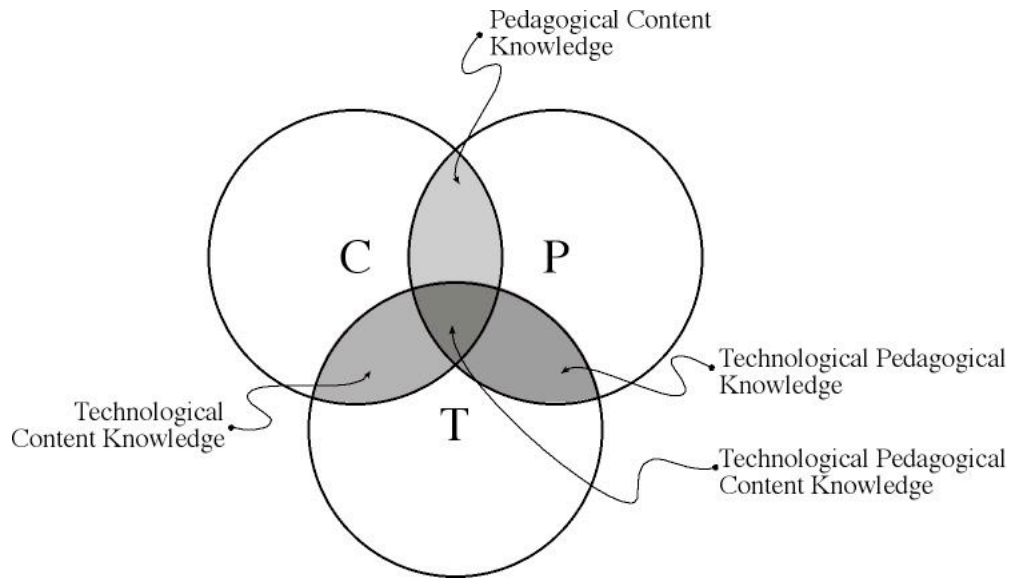 Pedagogical Content
Knowledge
C
P
Technological Pedagogical
Knowledge
Technological
Content Knowledge
T
Technological Pedagogical
Content Knowledge